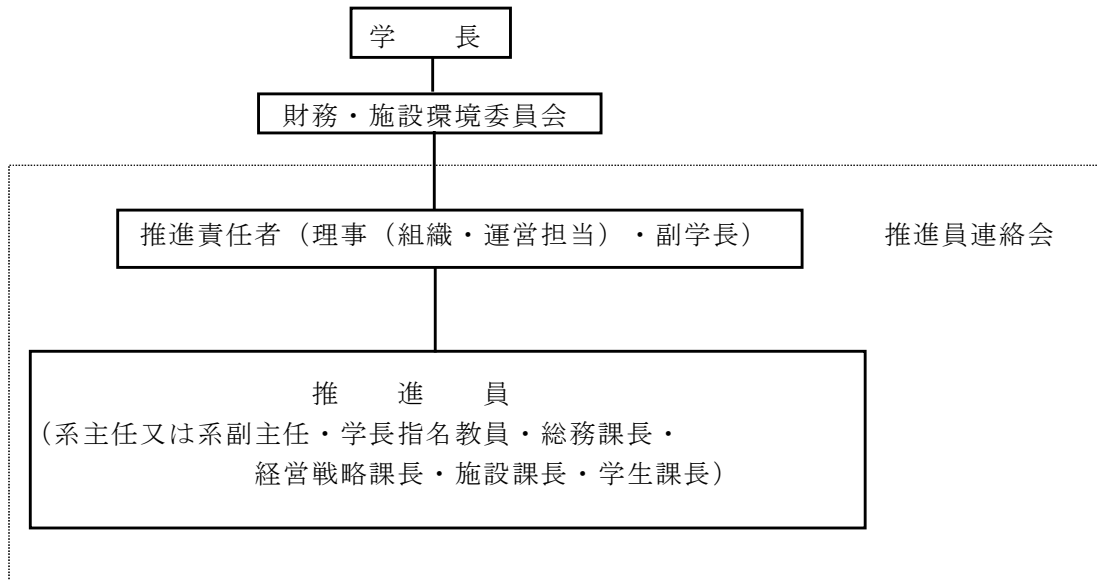 学　　長
財務・施設環境委員会
推進責任者（理事（組織・運営担当）・副学長）
推進員連絡会
推　　進　　員
（系主任又は系副主任・学長指名教員・総務課長・
経営戦略課長・施設課長・学生課長）